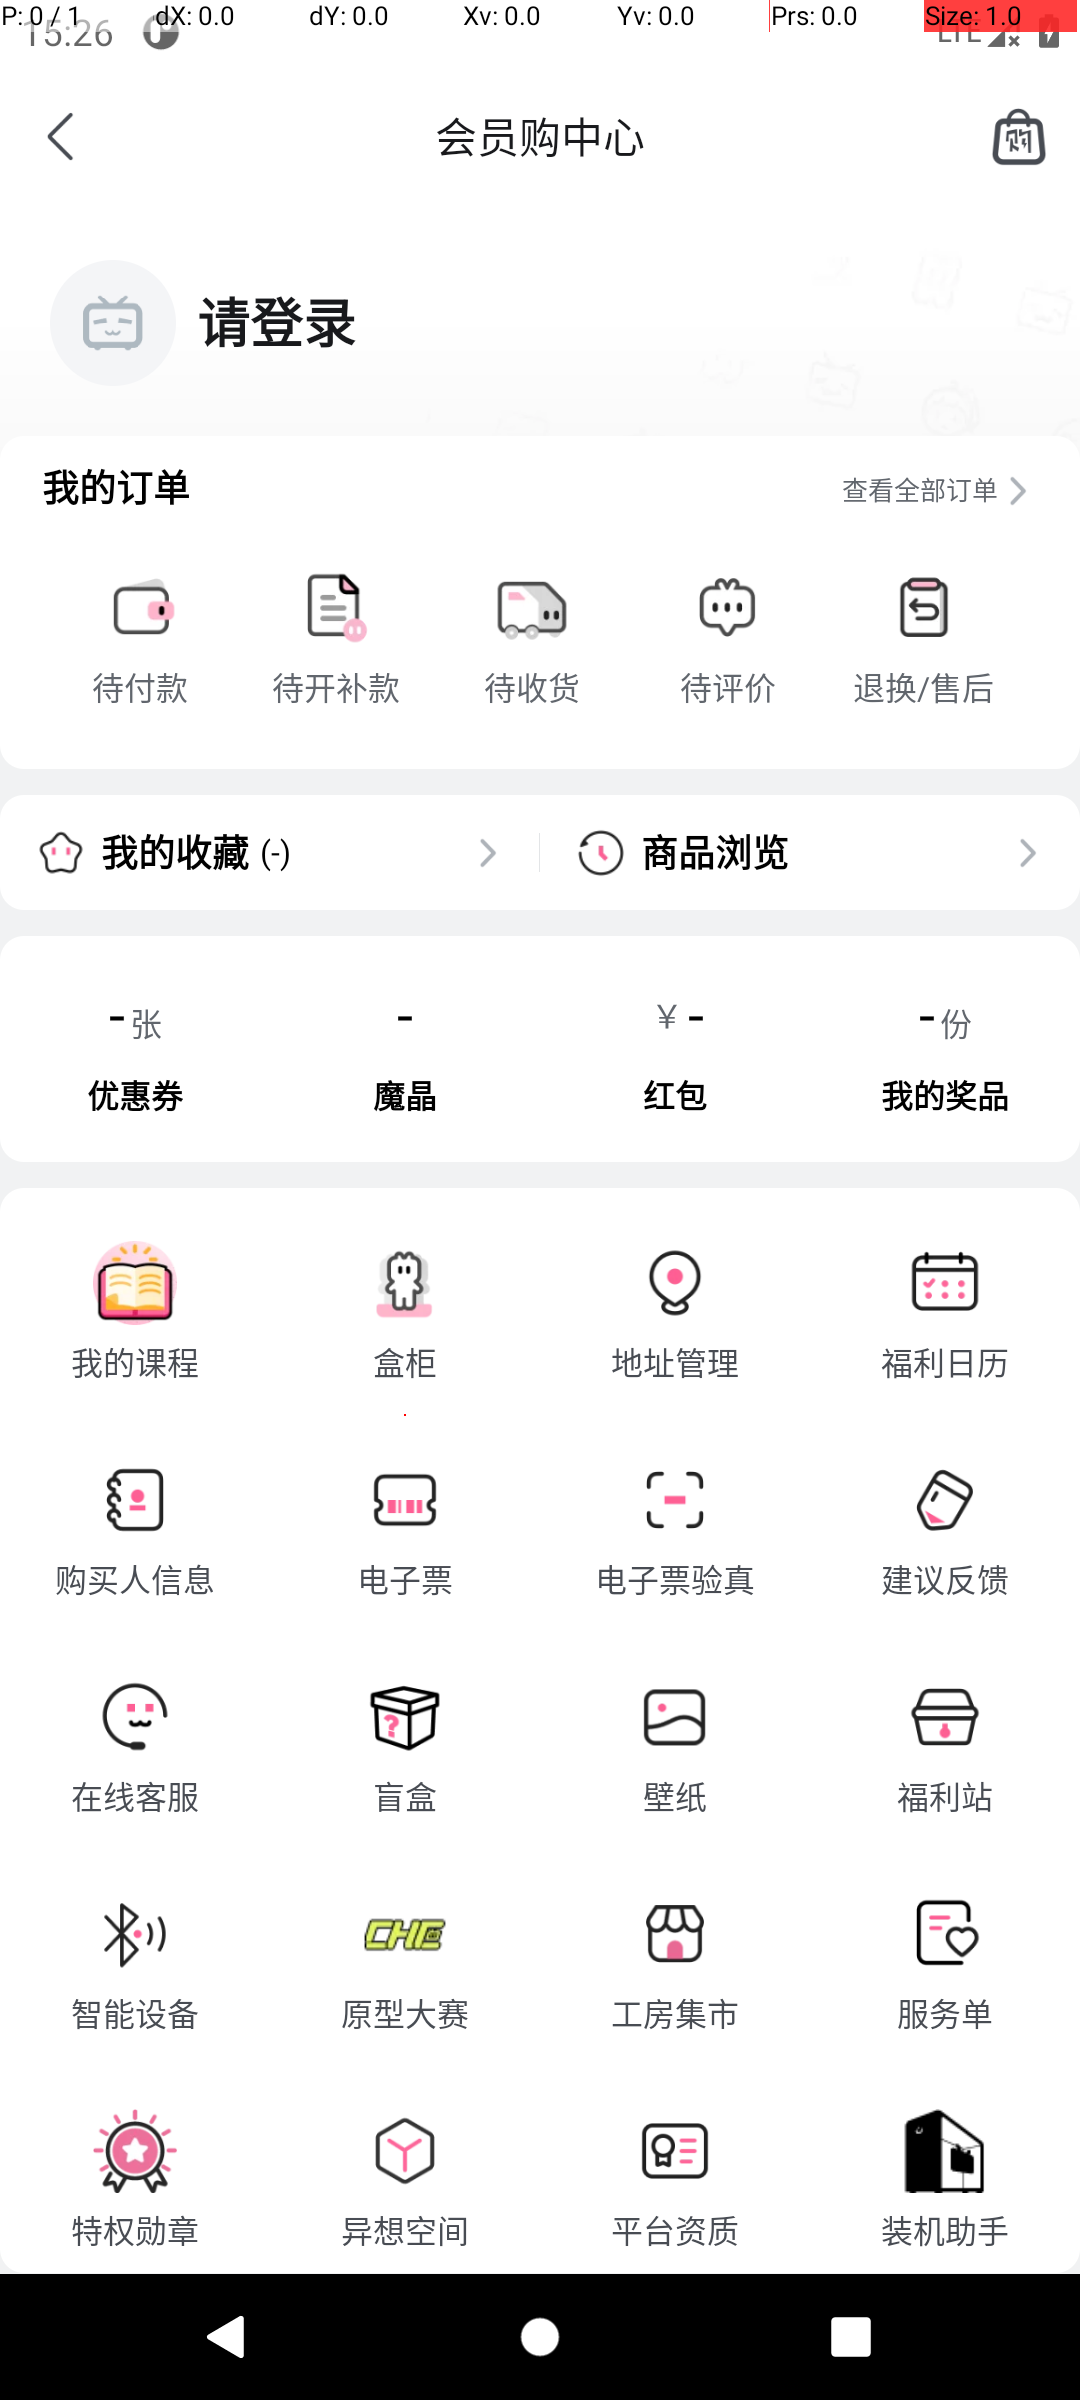 P: 0 / 1 dX: 0.0 dY: 0.0 Xv: 0.0 Yv: 0.0 Prs: 0.0 Size: 1.0
15:26 LTE
会员购中心
请登录
我的订单 查看全部订单
待付款 待开补款 待收货 待评价 退换/售后
我的收藏 (-) 商品浏览
-张 - ¥ - -份
优惠券 魔晶 红包 我的奖品
我的课程 盒柜 地址管理 福利日历
购买人信息 电子票 电子票验真 建议反馈
在线客服 盲盒 壁纸 福利站
CHE
智能设备 原型大赛 工房集市 服务单
特权勋章 异想空间 平台资质 装机助手